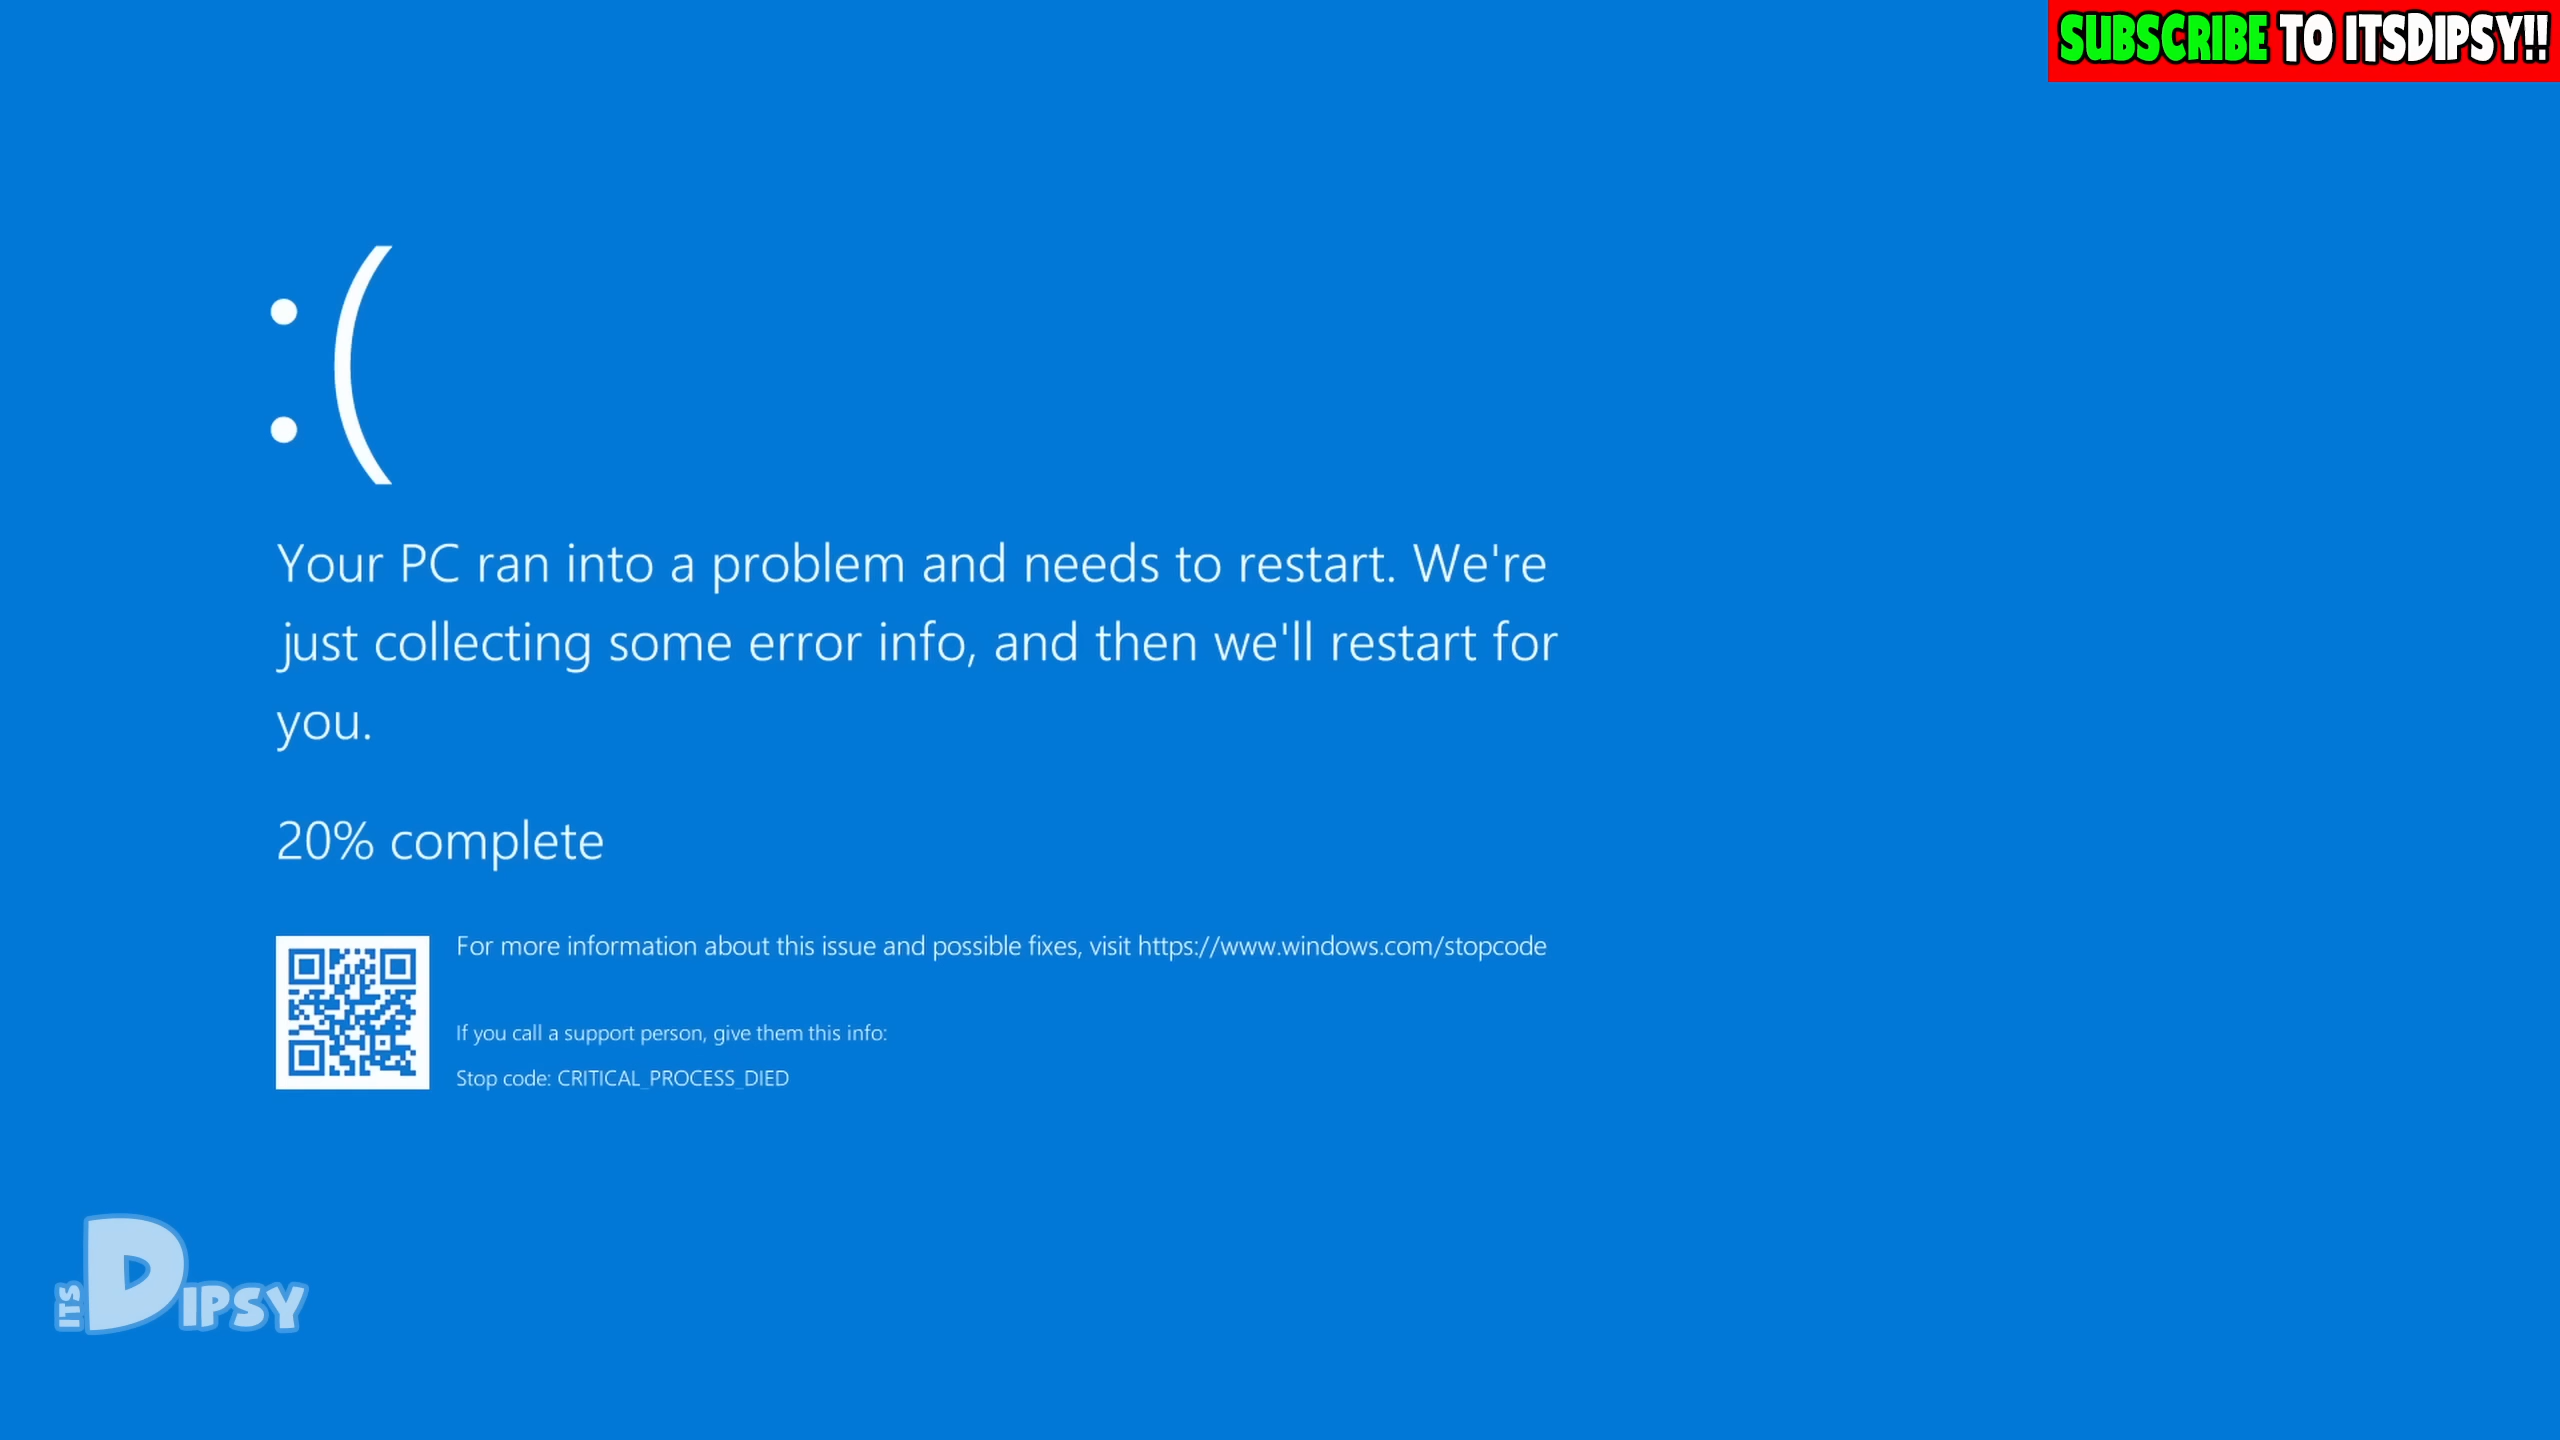 SUBSCRIBE TO ITSDIPSY!!
:(
Your PC ran into a problem and needs to restart. We're
just collecting some error info, and then we'll restart for
you.
20% complete
For more information about this issue and possible fixes, visit https://www.windows.com/stopcode
If you call a support person, give them this info:
Stop code: CRITICAL_PROCESS_DIED
ITS DIPSY